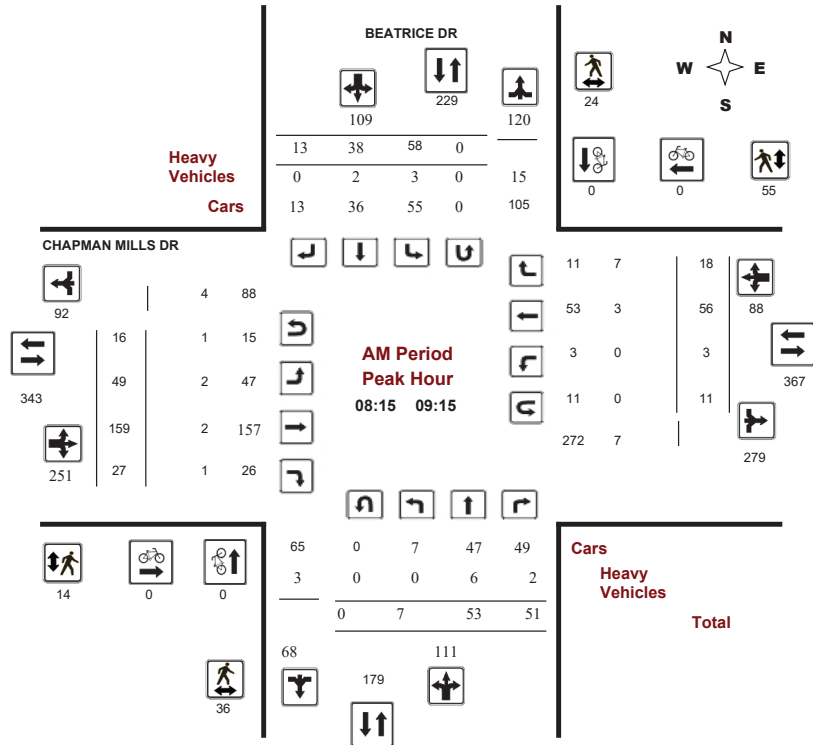 BEATRICE DR
N
W E
S
229
24
109
120
13 38 58 0
Heavy
Vehicles
0 2 3 0 15
Cars
13 36 55 0 105
0 0 55
CHAPMAN MILLS DR
92
4 88
16 1 15
343
49 2 47
159 2 157
251
27 1 26
AM Period
Peak Hour
08:15 09:15
11 7 18
53 3 56 88
3 0 3
367
11 0 11
272 7
279
65 0 7 47 49
Cars
3 0 0 6 2
Heavy
Vehicles
0 7 53 51
Total
14 0 0
68 111
179
36